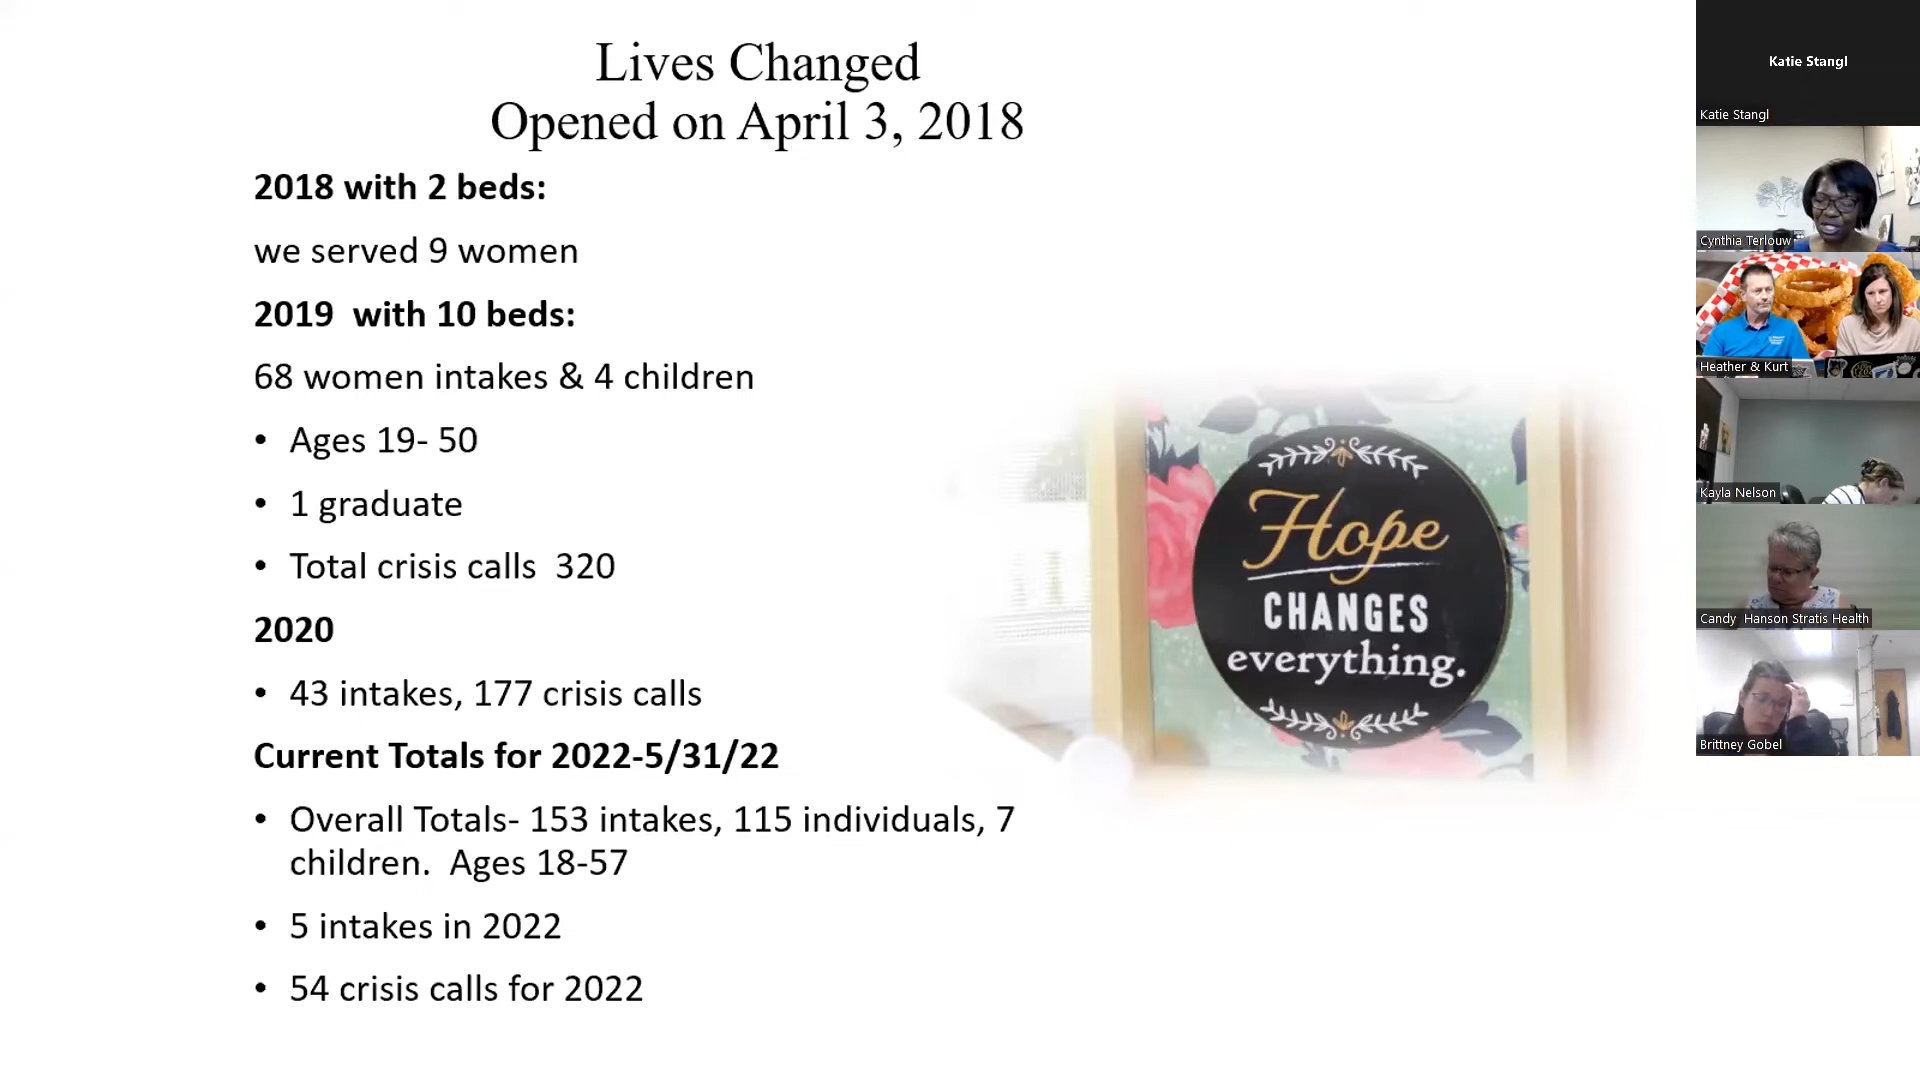 Lives Changed
Opened on April 3, 2018
2018 with 2 beds:
we served 9 women
2019  with 10 beds:
68 women intakes & 4 children
• Ages 19- 50
• 1 graduate
• Total crisis calls  320
2020
• 43 intakes, 177 crisis calls
Current Totals for 2022-5/31/22
• Overall Totals- 153 intakes, 115 individuals, 7
children.  Ages 18-57
• 5 intakes in 2022
• 54 crisis calls for 2022
Hope
CHANGES
everything.
Katie Stangl
Katie Stangl
Cynthia Terlouw
Heather & Kurt
Kayla Nelson
Candy  Hanson Stratis Health
Brittney Gobel